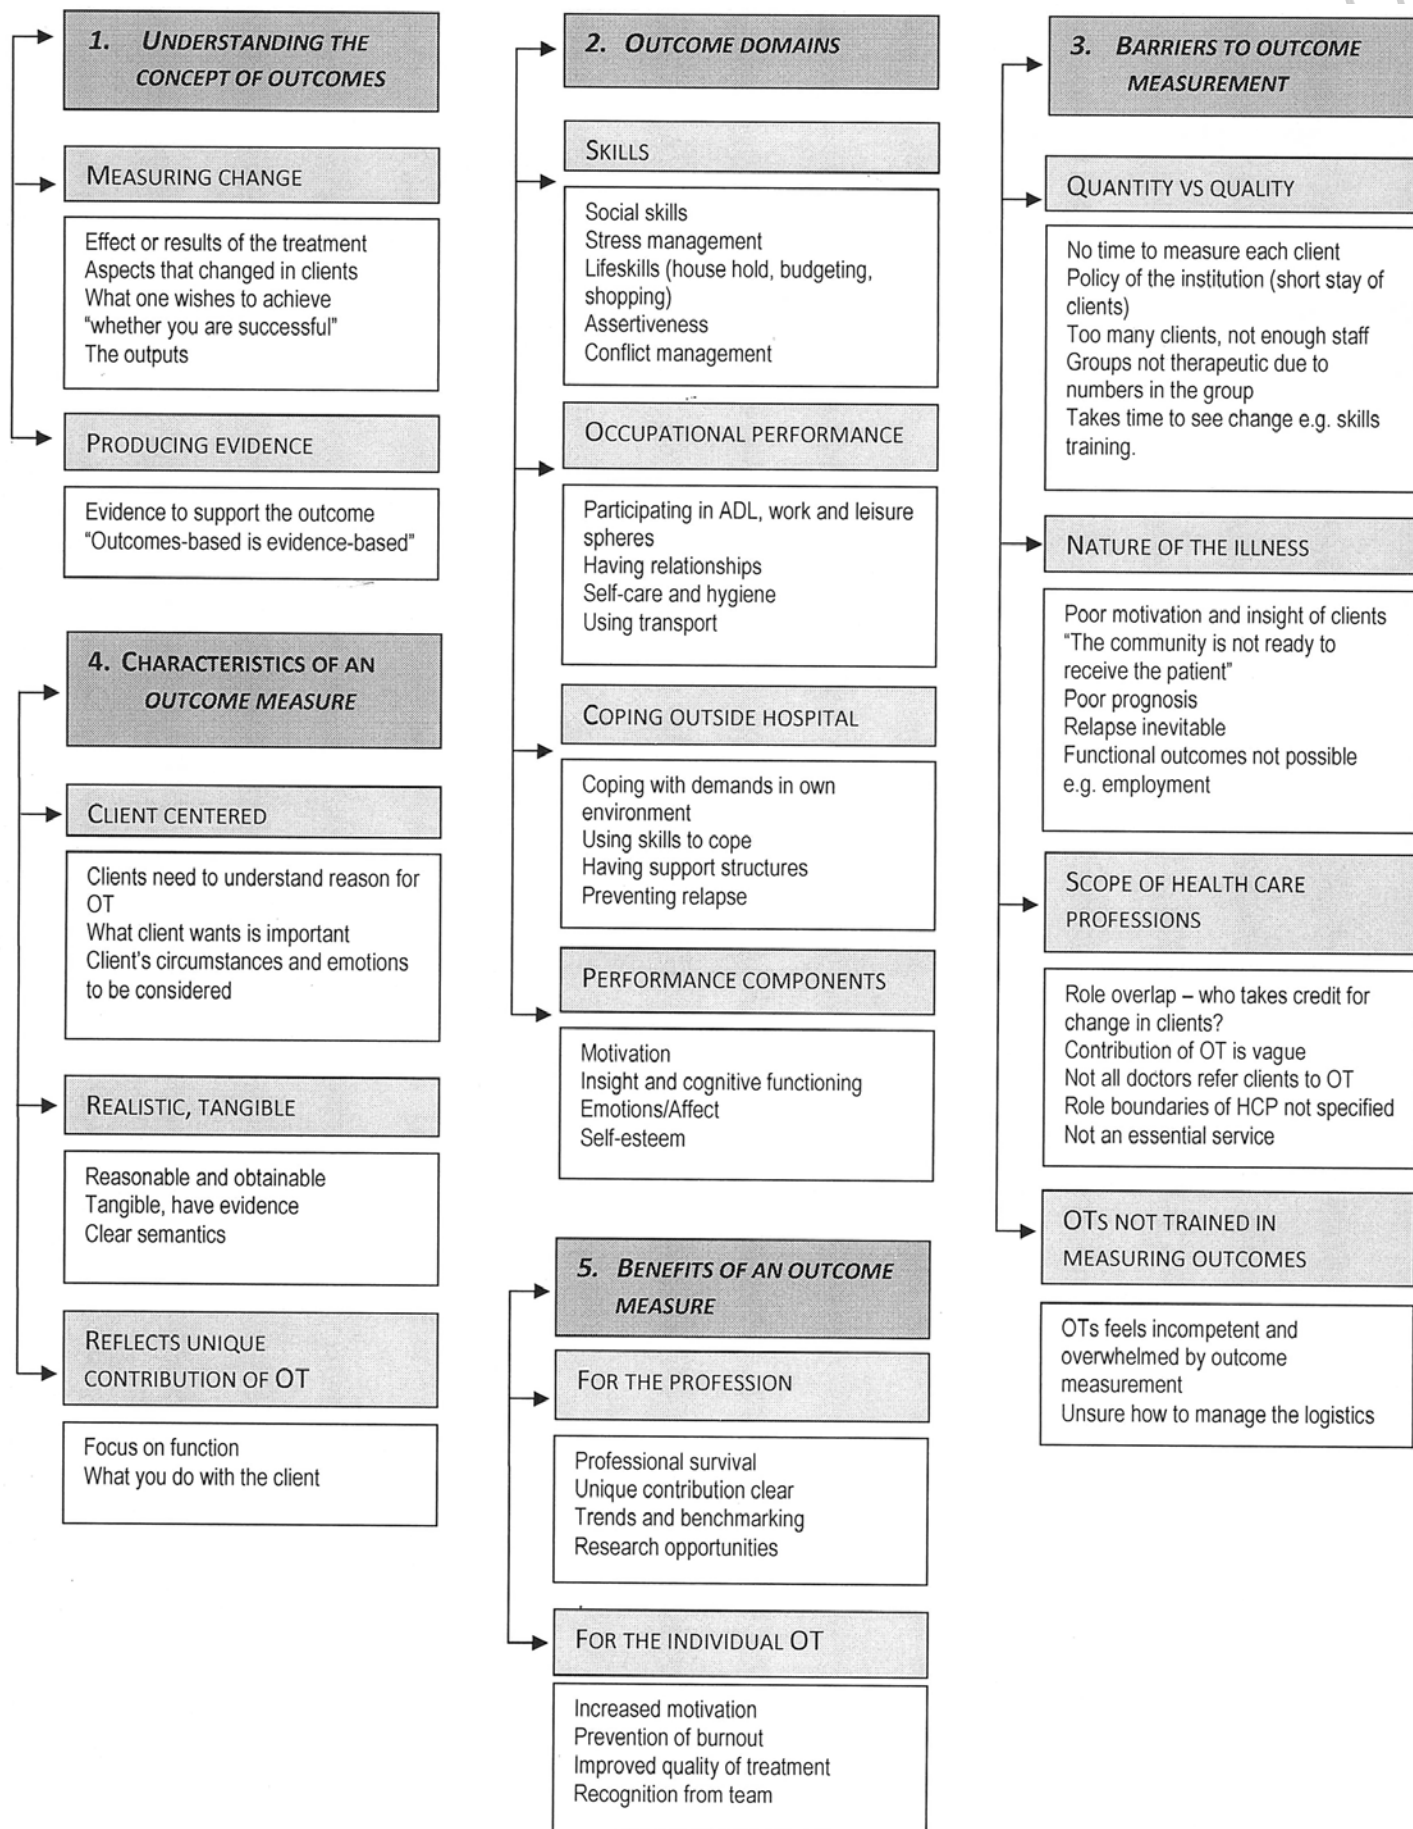 1. UNDERSTANDING THE
CONCEPT OF OUTCOMES
MEASURING CHANGE
Effect or results of the treatment
Aspects that changed in clients
What one wishes to achieve
“whether you are successful”
The outputs
PRODUCING EVIDENCE
Evidence to support the outcome
“Outcomes-based is evidence-based”
4. CHARACTERISTICS OF AN
OUTCOME MEASURE
CLIENT CENTERED
Clients need to understand reason for
OT
What client wants is important
Client's circumstances and emotions
to be considered
REALISTIC, TANGIBLE
Reasonable and obtainable
Tangible, have evidence
Clear semantics
REFLECTS UNIQUE
CONTRIBUTION OF OT
Focus on function
What you do with the client
2. OUTCOME DOMAINS
SKILLS
Social skills
Stress management
Lifeskills (house hold, budgeting,
shopping)
Assertiveness
Conflict management
OCCUPATIONAL PERFORMANCE
Participating in ADL, work and leisure
spheres
Having relationships
Self-care and hygiene
Using transport
COPING OUTSIDE HOSPITAL
Coping with demands in own
environment
Using skills to cope
Having support structures
Preventing relapse
PERFORMANCE COMPONENTS
Motivation
Insight and cognitive functioning
Emotions/Affect
Self-esteem
5. BENEFITS OF AN OUTCOME
MEASURE
FOR THE PROFESSION
Professional survival
Unique contribution clear
Trends and benchmarking
Research opportunities
FOR THE INDIVIDUAL OT
Increased motivation
Prevention of burnout
Improved quality of treatment
Recognition from team
3. BARRIERS TO OUTCOME
MEASUREMENT
QUANTITY VS QUALITY
No time to measure each client
Policy of the institution (short stay of
clients)
Too many clients, not enough staff
Groups not therapeutic due to
numbers in the group
Takes time to see change e.g. skills
training.
NATURE OF THE ILLNESS
Poor motivation and insight of clients
“The community is not ready to
receive the patient”
Poor prognosis
Relapse inevitable
Functional outcomes not possible
e.g. employment
SCOPE OF HEALTH CARE
PROFESSIONS
Role overlap – who takes credit for
change in clients?
Contribution of OT is vague
Not all doctors refer clients to OT
Role boundaries of HCP not specified
Not an essential service
OTS NOT TRAINED IN
MEASURING OUTCOMES
OTs feels incompetent and
overwhelmed by outcome
measurement
Unsure how to manage the logistics